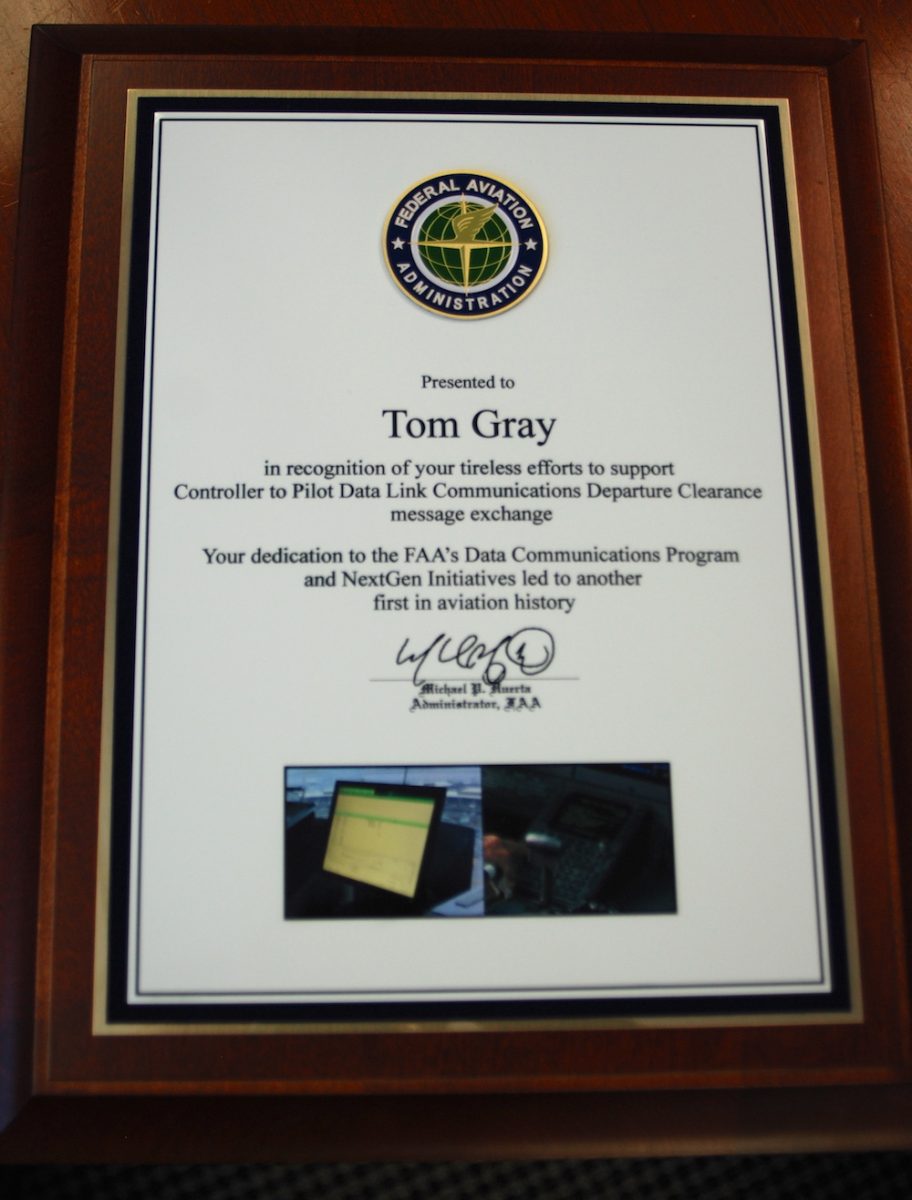 FEDERAL AVIATION
ADMINISTRATION
Presented to
Tom Gray
in recognition of your tireless efforts to support
Controller to Pilot Data Link Communications Departure Clearance
message exchange
Your dedication to the FAA's Data Communications Program
and NextGen Initiatives led to another
first in aviation history
Michael P. Huerta
Administrator, FAA